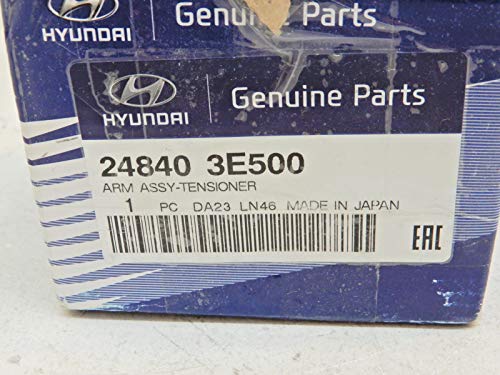 HYUNDAI
Genuine Parts
HYUNDAI
Genuine Parts
24840 3E500
ARM ASSY-TENSIONER
1 PC DA23 LN46 MADE IN JAPAN
EAC